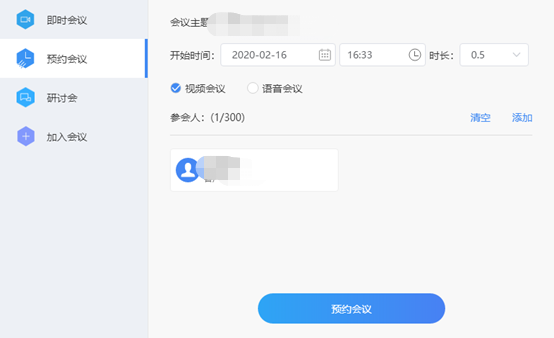 即时会议
预约会议
研讨会
加入会议
会议主题
开始时间： 2020-02-16 16:33 时长： 0.5
视频会议 语音会议
参会人：(1/300) 清空 添加
预约会议